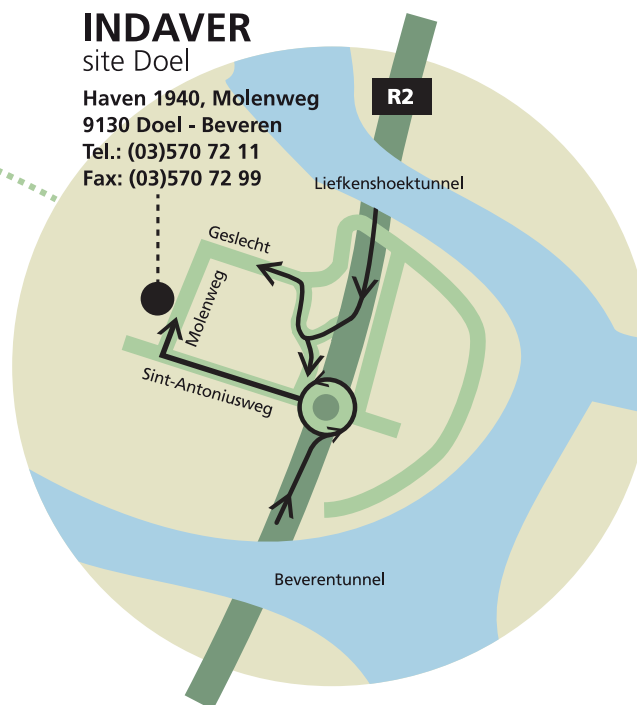 INDAVER
site Doel
Haven 1940, Molenweg
9130 Doel - Beveren
Tel.: (03)570 72 11
Fax: (03)570 72 99
R2
Liefkenshoektunnel
Geslecht
Molenweg
Sint-Antoniusweg
Beverentunnel